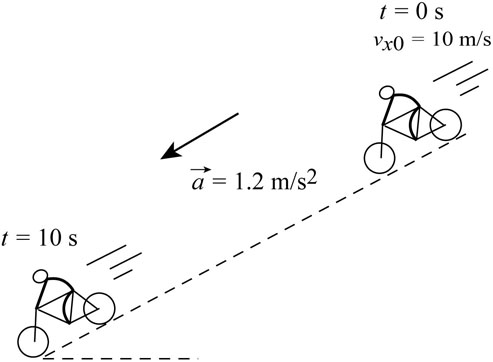 t = 0 s
vx0 = 10 m/s
a⃗ = 1.2 m/s²
t = 10 s